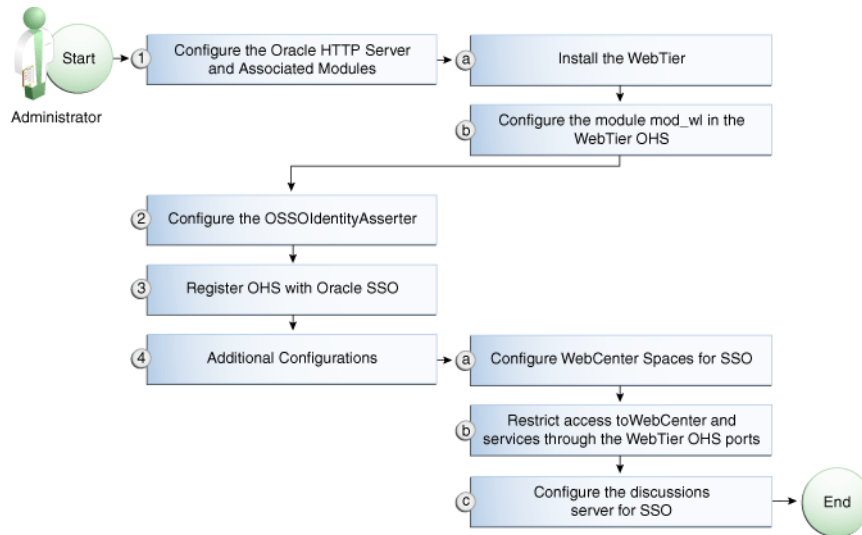 Start
Administrator
1
Configure the Oracle HTTP Server
and Associated Modules
a
Install the WebTier
b
Configure the module mod_wl in the
WebTier OHS
2
Configure the OSSOIdentityAsserter
3
Register OHS with Oracle SSO
4
Additional Configurations
a
Configure WebCenter Spaces for SSO
b
Restrict access toWebCenter and
services through the WebTier OHS ports
c
Configure the discussions
server for SSO
End